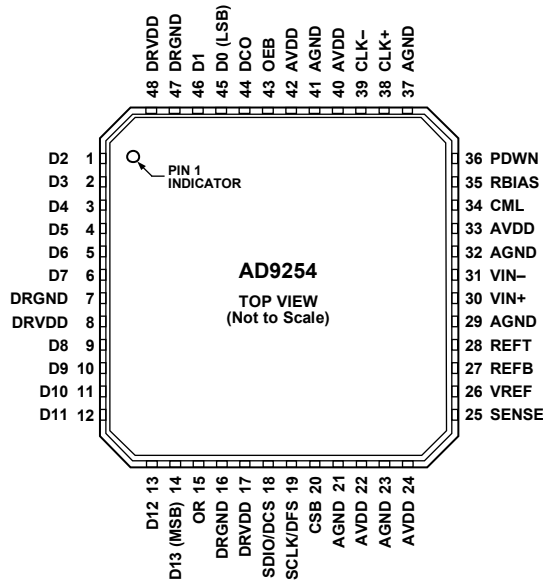 48 DRVDD
47 DRGND
46 D1
45 D0 (LSB)
44 DCO
43 OEB
42 AVDD
41 AGND
40 AVDD
39 CLK–
38 CLK+
37 AGND
D2 1
D3 2
D4 3
D5 4
D6 5
D7 6
DRGND 7
DRVDD 8
D8 9
D9 10
D10 11
D11 12
PIN 1
INDICATOR
AD9254
TOP VIEW
(Not to Scale)
36 PDWN
35 RBIAS
34 CML
33 AVDD
32 AGND
31 VIN–
30 VIN+
29 AGND
28 REFT
27 REFB
26 VREF
25 SENSE
D12 13
D13 (MSB) 14
OR 15
DRGND 16
DRVDD 17
SDIO/DCS 18
SCLK/DFS 19
CSB 20
AGND 21
AVDD 22
AGND 23
AVDD 24